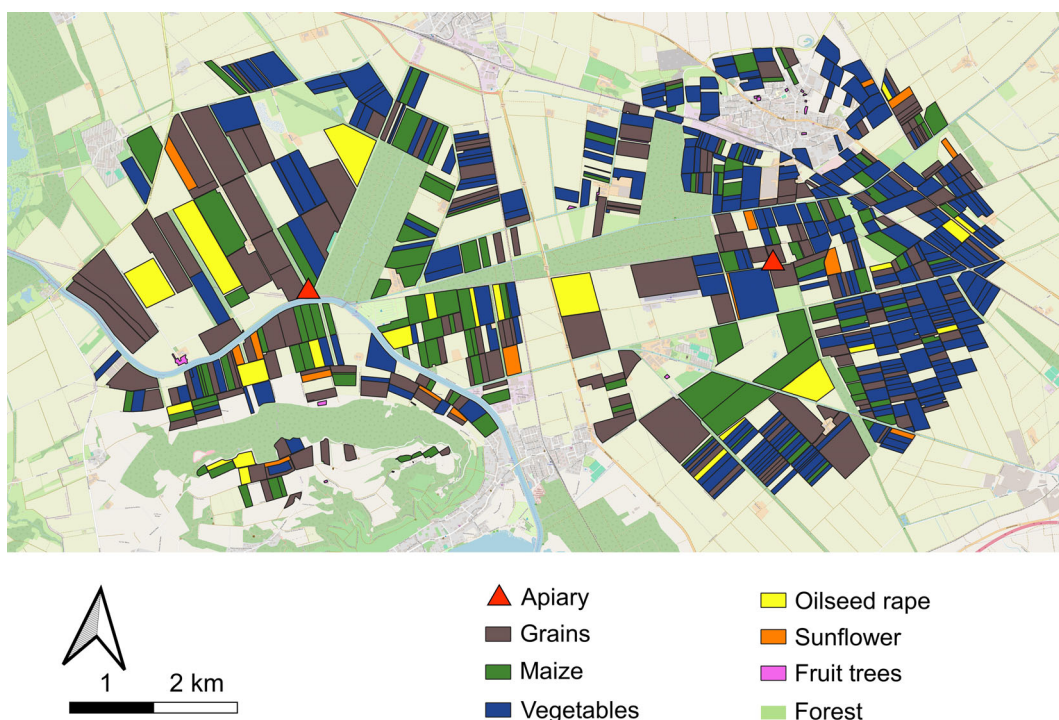 Apiary
Grains
Maize
Vegetables
Oilseed rape
Sunflower
Fruit trees
Forest
1 2 km